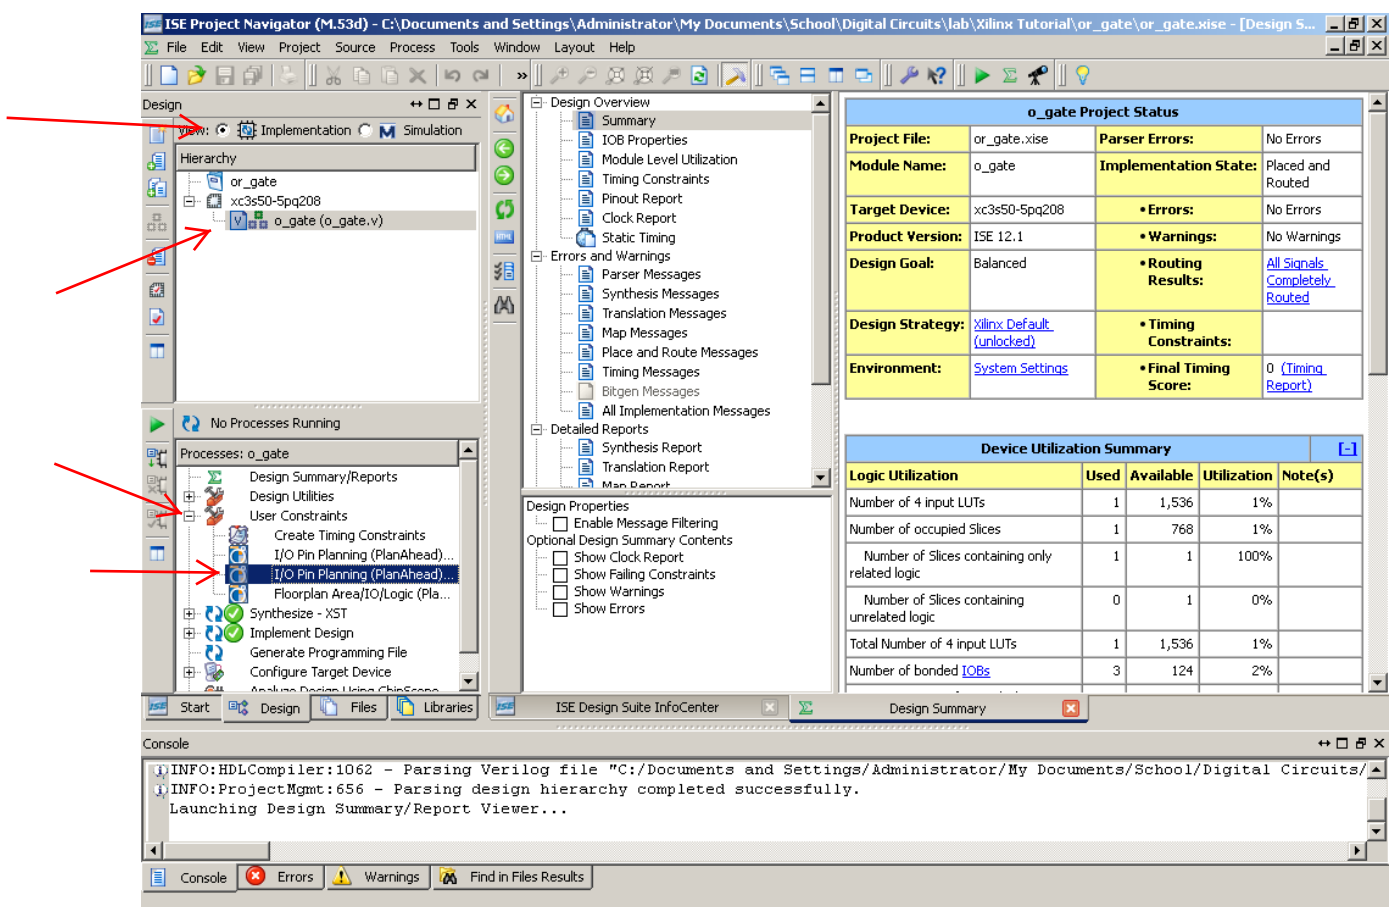 ISE Project Navigator (M.53d) - C:\Documents and Settings\Administrator\My Documents\School\Digital Circuits\lab\Xilinx Tutorial\or_gate\or_gate.xise - [Design S...
File Edit View Project Source Process Tools Window Layout Help
»
Design
View: Implementation Simulation
Hierarchy
or_gate
xc3s50-5pq208
o_gate (o_gate.v)
No Processes Running
Processes: o_gate
Design Summary/Reports
Design Utilities
User Constraints
Create Timing Constraints
I/O Pin Planning (PlanAhead)...
I/O Pin Planning (PlanAhead)...
Floorplan Area/IO/Logic (Pla...
Synthesize - XST
Implement Design
Generate Programming File
Configure Target Device
Analyze Design Using ChipScope
Start Design Files Libraries
Design Overview
Summary
IOB Properties
Module Level Utilization
Timing Constraints
Pinout Report
Clock Report
Static Timing
Errors and Warnings
Parser Messages
Synthesis Messages
Translation Messages
Map Messages
Place and Route Messages
Timing Messages
Bitgen Messages
All Implementation Messages
Detailed Reports
Synthesis Report
Translation Report
Map Report
Design Properties
Enable Message Filtering
Optional Design Summary Contents
Show Clock Report
Show Failing Constraints
Show Warnings
Show Errors
o_gate Project Status
Project File: or_gate.xise Parser Errors: No Errors
Module Name: o_gate Implementation State: Placed and
Routed
Target Device: xc3s50-5pq208 • Errors: No Errors
Product Version: ISE 12.1 • Warnings: No Warnings
Design Goal: Balanced • Routing
Results: All Signals
Completely
Routed
Design Strategy: Xilinx Default
(unlocked) • Timing
Constraints:
Environment: System Settings • Final Timing
Score: 0 (Timing
Report)
Device Utilization Summary [-]
Logic Utilization Used Available Utilization Note(s)
Number of 4 input LUTs 1 1,536 1%
Number of occupied Slices 1 768 1%
Number of Slices containing only
related logic 1 1 100%
Number of Slices containing
unrelated logic 0 1 0%
Total Number of 4 input LUTs 1 1,536 1%
Number of bonded IOBs 3 124 2%
ISE Design Suite InfoCenter Design Summary
Console
INFO:HDLCompiler:1062 - Parsing Verilog file "C:/Documents and Settings/Administrator/My Documents/School/Digital Circuits/
INFO:ProjectMgmt:656 - Parsing design hierarchy completed successfully.
Launching Design Summary/Report Viewer...
Console Errors Warnings Find in Files Results